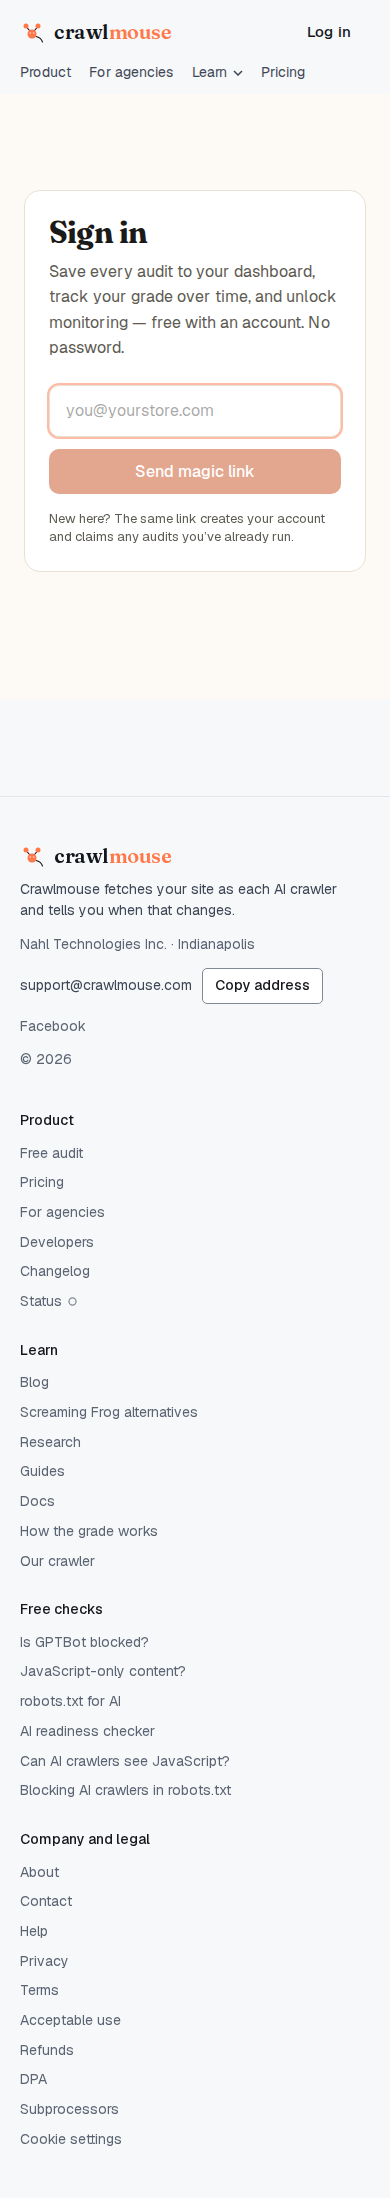 crawlmouse
Log in
Product
For agencies
Learn
Pricing
Sign in
Save every audit to your dashboard,
track your grade over time, and unlock
monitoring — free with an account. No
password.
you@yourstore.com
Send magic link
New here? The same link creates your account
and claims any audits you've already run.
crawlmouse
Crawlmouse fetches your site as each AI crawler
and tells you when that changes.
Nahl Technologies Inc. · Indianapolis
support@crawlmouse.com
Copy address
Facebook
© 2026
Product
Free audit
Pricing
For agencies
Developers
Changelog
Status
Learn
Blog
Screaming Frog alternatives
Research
Guides
Docs
How the grade works
Our crawler
Free checks
Is GPTBot blocked?
JavaScript-only content?
robots.txt for AI
AI readiness checker
Can AI crawlers see JavaScript?
Blocking AI crawlers in robots.txt
Company and legal
About
Contact
Help
Privacy
Terms
Acceptable use
Refunds
DPA
Subprocessors
Cookie settings